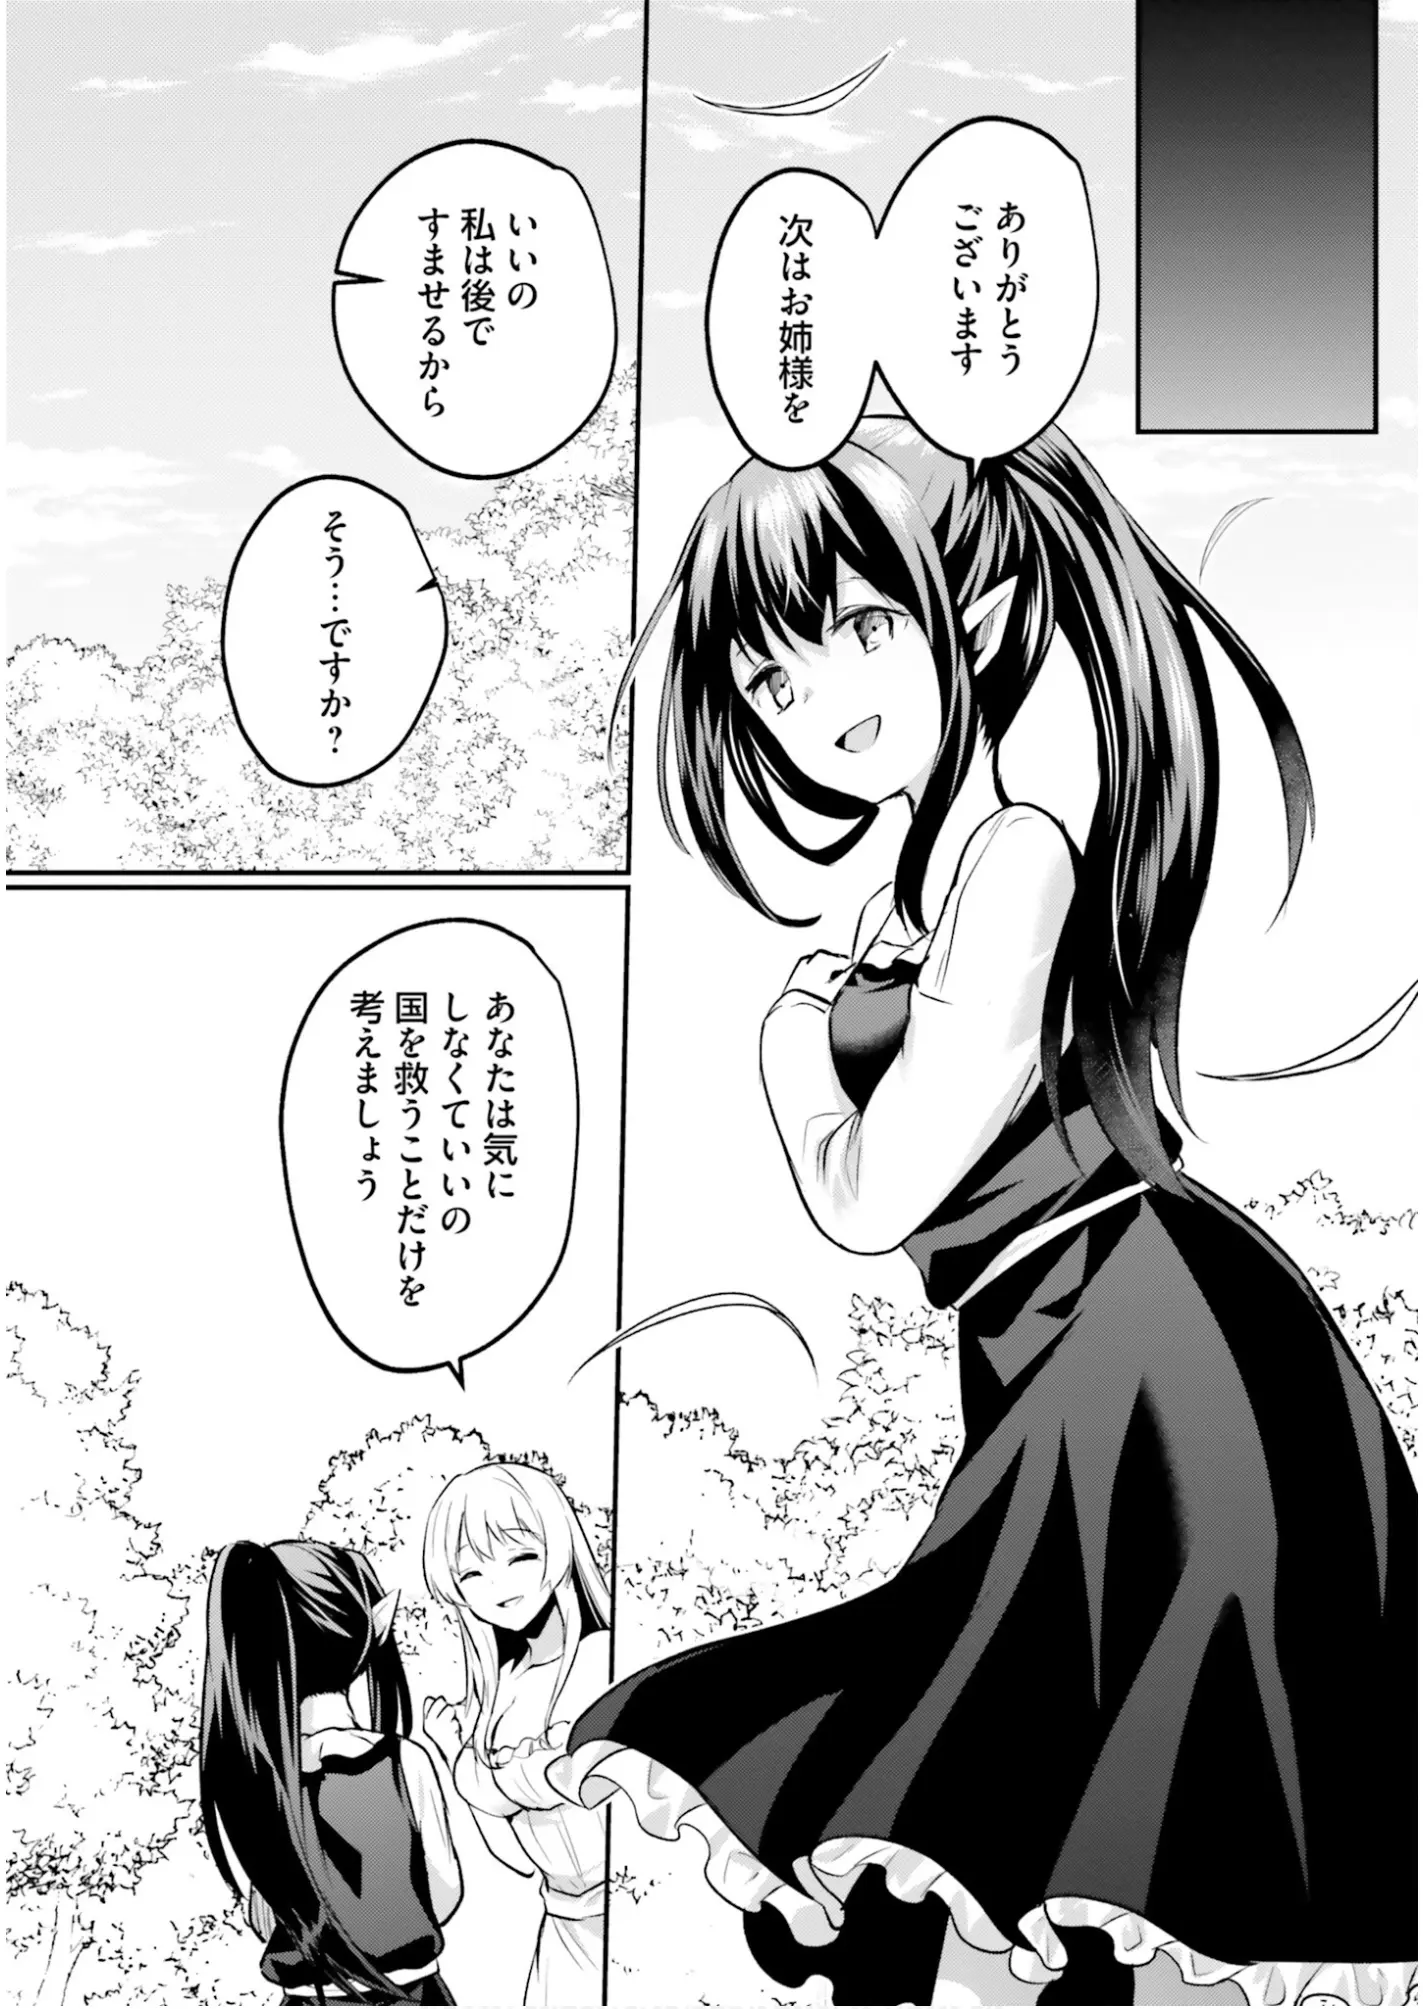 ありがとう
ございます
次はお姉様を
いいの
私は後で
すませるから
そう…ですか？
あなたは気に
しなくていいの
国を救うことだけを
考えましょう